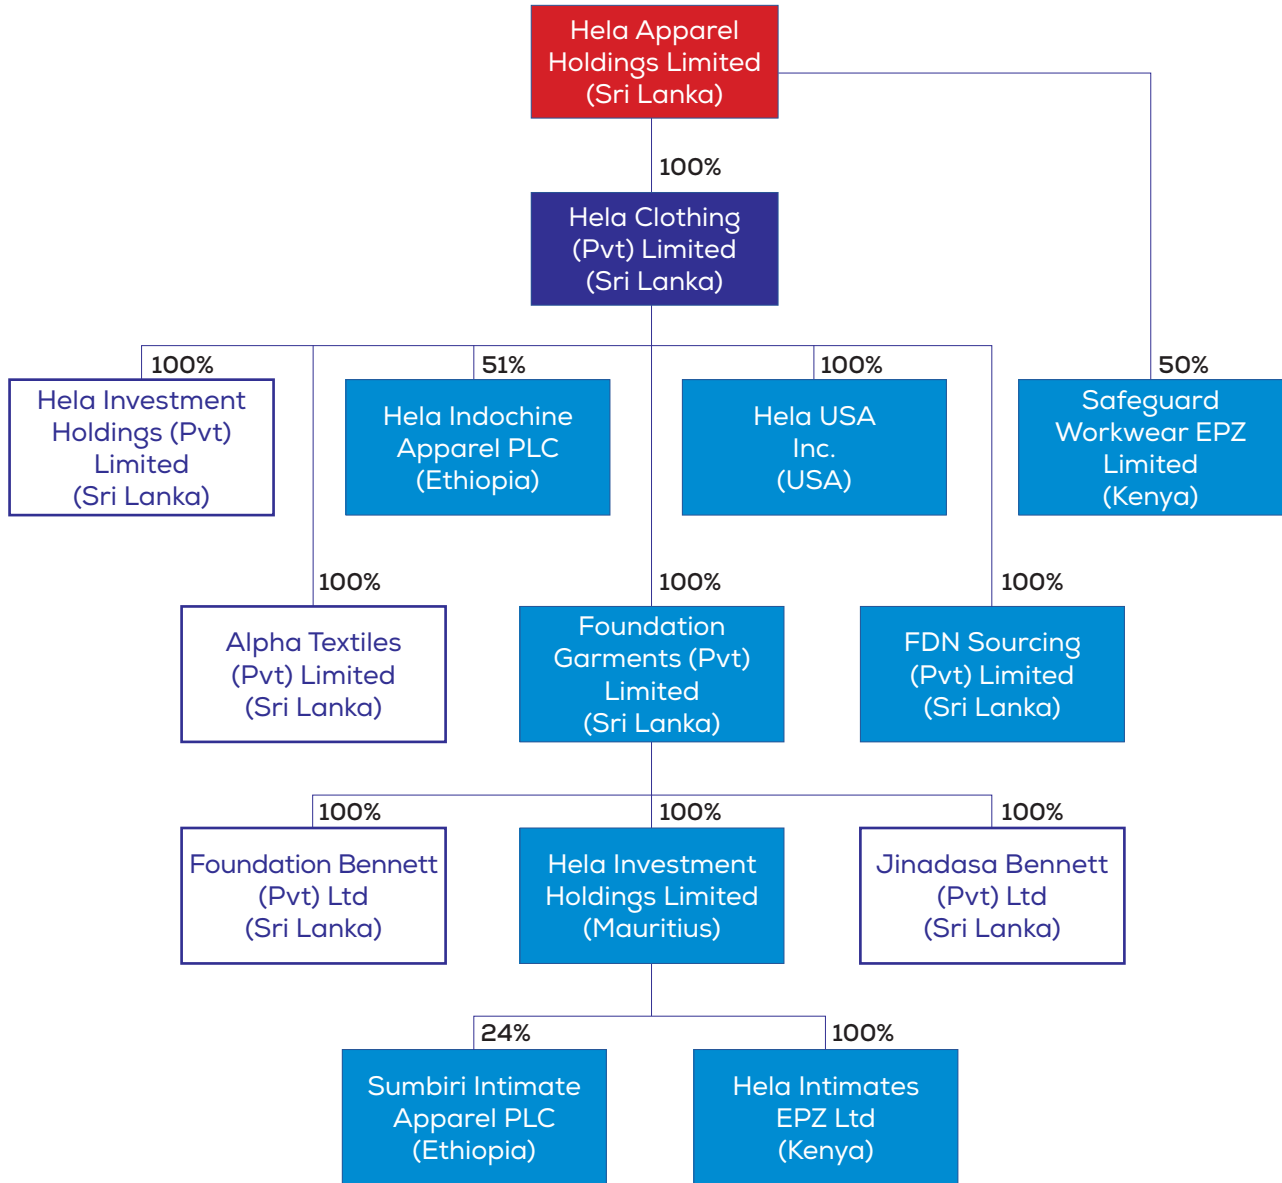 Hela Apparel
Holdings Limited
(Sri Lanka)
100%
Hela Clothing
(Pvt) Limited
(Sri Lanka)
100%
Hela Investment
Holdings (Pvt)
Limited
(Sri Lanka)
51%
Hela Indochine
Apparel PLC
(Ethiopia)
100%
Hela USA
Inc.
(USA)
50%
Safeguard
Workwear EPZ
Limited
(Kenya)
100%
Alpha Textiles
(Pvt) Limited
(Sri Lanka)
100%
Foundation
Garments (Pvt)
Limited
(Sri Lanka)
100%
FDN Sourcing
(Pvt) Limited
(Sri Lanka)
100%
Foundation Bennett
(Pvt) Ltd
(Sri Lanka)
100%
Hela Investment
Holdings Limited
(Mauritius)
100%
Jinadasa Bennett
(Pvt) Ltd
(Sri Lanka)
24%
Sumbiri Intimate
Apparel PLC
(Ethiopia)
100%
Hela Intimates
EPZ Ltd
(Kenya)